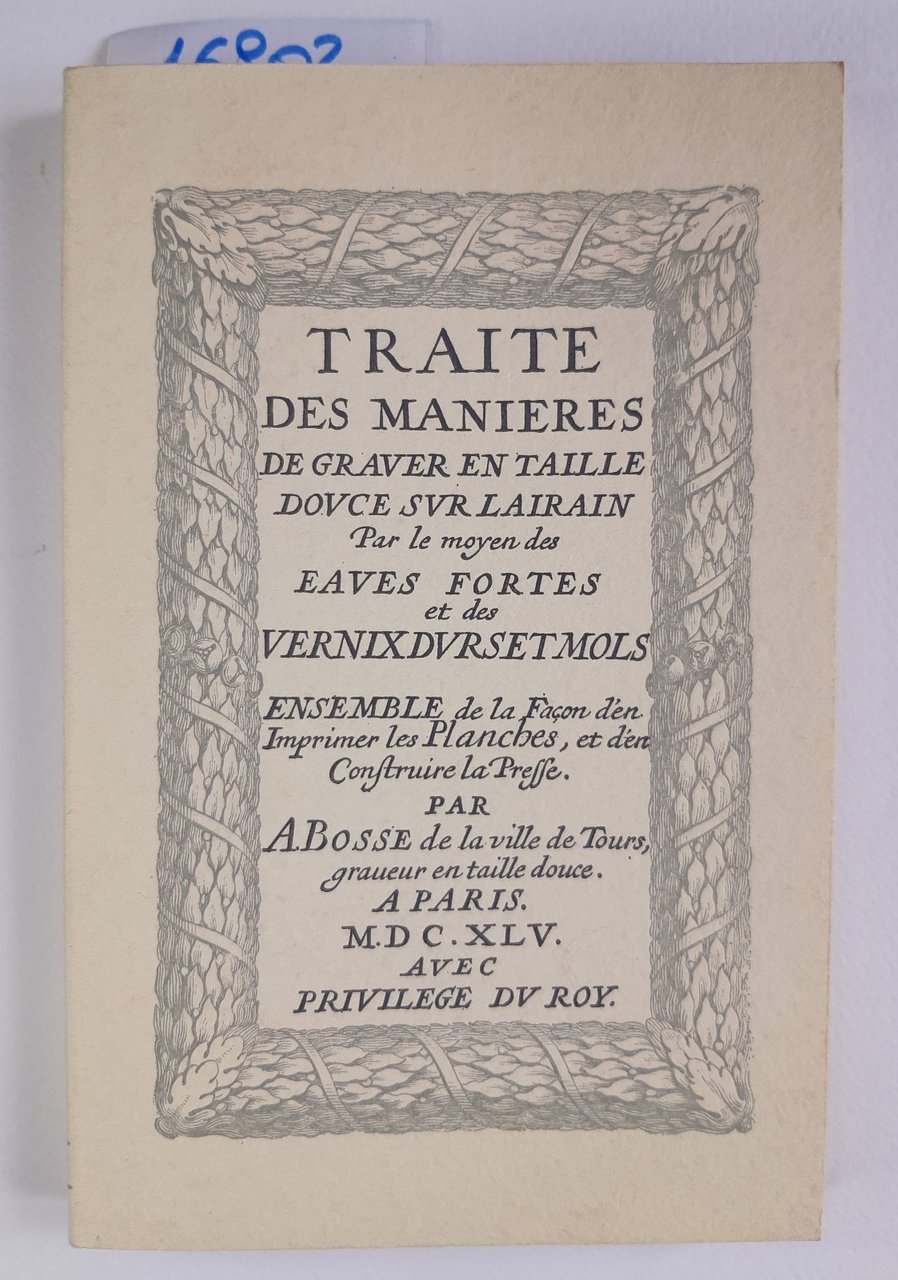 TRAITE
DES MANIERES
DE GRAVER EN TAILLE
DOVCE SVR LAIRAIN
Par le moyen des
EAVES FORTES
et des
VERNIX DVRS ET MOLS
ENSEMBLE de la Façon d'en
Imprimer les Planches, et d'en
Construire la Presse.
PAR
A.BOSSE de la ville de Tours,
graueur en taille douce.
A PARIS.
M.D C.XLV.
AVEC
PRIVILEGE DV ROY.